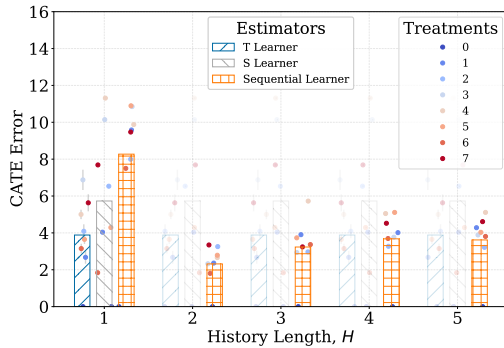 16
14
12
10
8
6
4
2
0
CATE Error
Estimators
T Learner
S Learner
Sequential Learner
Treatments
0
1
2
3
4
5
6
7
1 2 3 4 5
History Length, H